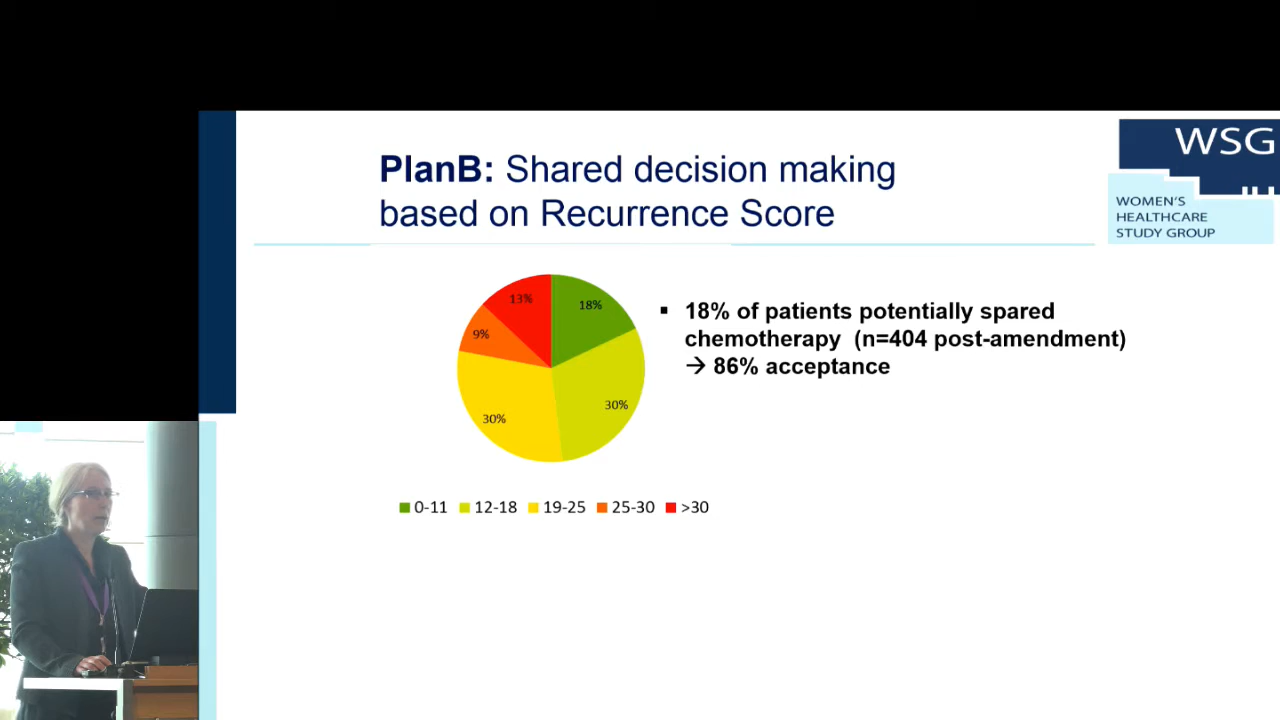 PlanB: Shared decision making
based on Recurrence Score
WSG
WOMEN'S
HEALTHCARE
STUDY GROUP
13%
18%
9%
30%
30%
▪ 18% of patients potentially spared
chemotherapy (n=404 post-amendment)
→ 86% acceptance
0-11 12-18 19-25 25-30 >30